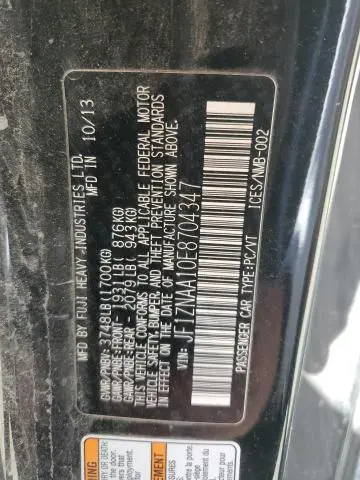 MFD BY FUJI HEAVY INDUSTRIES LTD.
MFD IN 10/13
GVWR/PNBV:3748LB(1700KG)
GAWR/PNBE:FRONT-1931LB( 876KG)
GAWR/PNBE:REAR -2079LB( 943KG)
THIS VEHICLE CONFORMS TO ALL APPLICABLE FEDERAL MOTOR
VEHICLE SAFETY,BUMPER, AND THEFT PREVENTION STANDARDS
IN EFFECT ON THE DATE OF MANUFACTURE SHOWN ABOVE.
VIN: JF1ZNAA10E8704347
ICES/NMB-002
PASSENGER CAR TYPE:PC/VT
WARNING